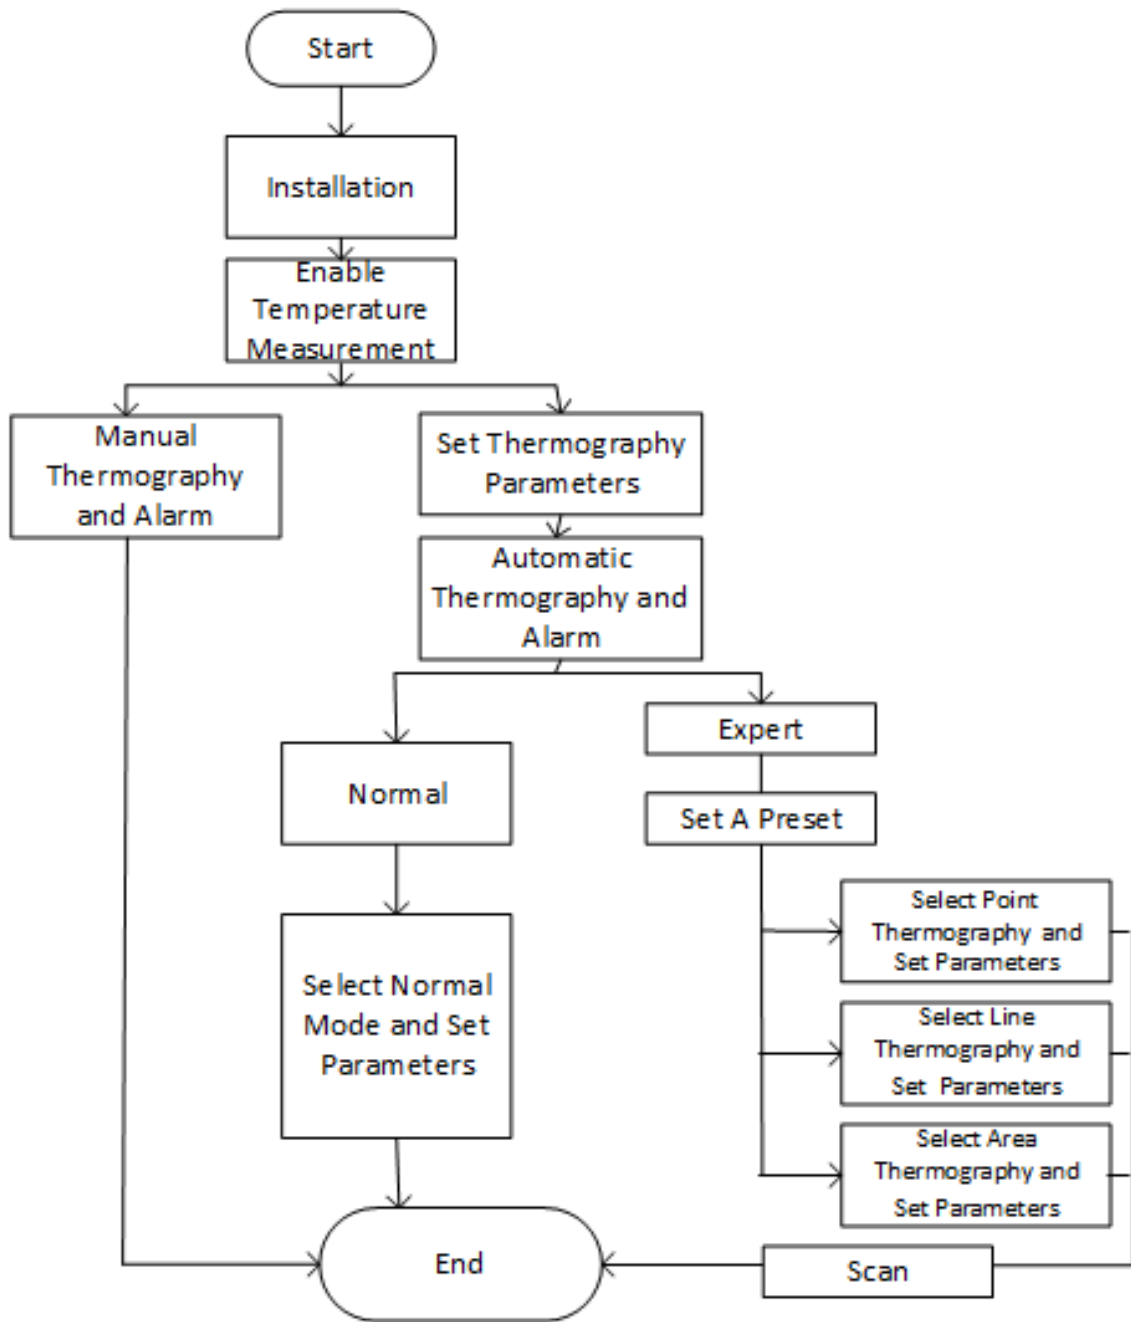 Start
Installation
Enable
Temperature
Measurement
Manual
Thermography
and Alarm
Set Thermography
Parameters
Automatic
Thermography and
Alarm
Normal
Expert
Set A Preset
Select Normal
Mode and Set
Parameters
Select Point
Thermography and
Set Parameters
Select Line
Thermography and
Set Parameters
Select Area
Thermography and
Set Parameters
Scan
End